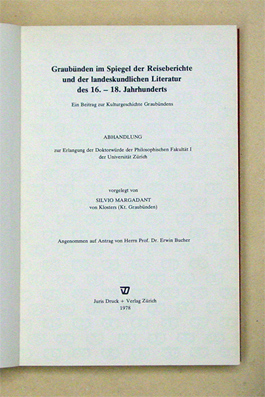 Graubünden im Spiegel der Reiseberichte
und der landeskundlichen Literatur
des 16. – 18. Jahrhunderts
Ein Beitrag zur Kulturgeschichte Graubündens
ABHANDLUNG
zur Erlangung der Doktorwürde der Philosophischen Fakultät I
der Universität Zürich
vorgelegt von
SILVIO MARGADANT
von Klosters (Kt. Graubünden)
Angenommen auf Antrag von Herrn Prof. Dr. Erwin Bucher
Juris Druck + Verlag Zürich
1978